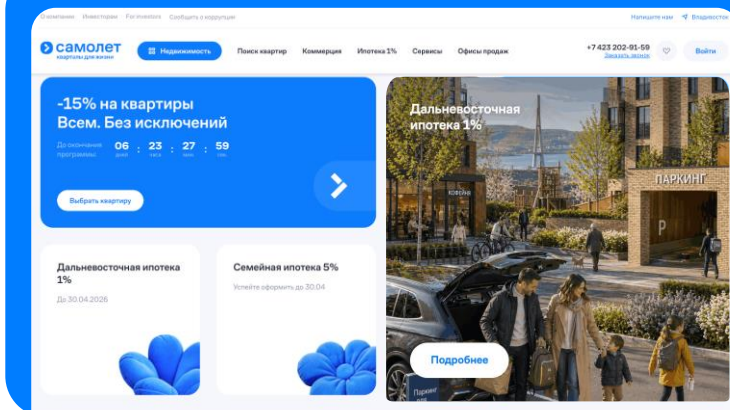 О компании Инвесторам For investors Сообщить о коррупции
Напишите нам Владивосток
самолет
кварталы для жизни
Недвижимость
Поиск квартир Коммерция Ипотека 1% Сервисы Офисы продаж
+7 423 202-91-59
Заказать звонок
Войти
-15% на квартиры
Всем. Без исключений
До окончания
программы:
06 : 23 : 27 : 59
дней часа мин сек
Выбрать квартиру
Дальневосточная ипотека
1%
До 30.04.2026
Семейная ипотека 5%
Успейте оформить до 30.04
Дальневосточная
ипотека 1%
КОФЕЙНЯ
ПАРКИНГ
P
Подробнее
Паркинг